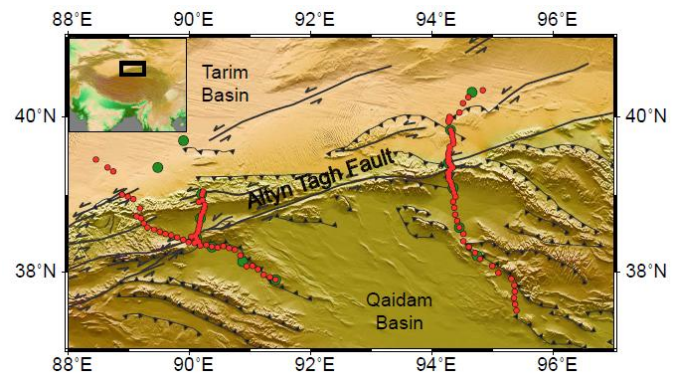 88°E 90°E 92°E 94°E 96°E
Tarim
Basin
40°N 40°N
Altyn Tagh Fault
38°N 38°N
Qaidam
Basin
88°E 90°E 92°E 94°E 96°E